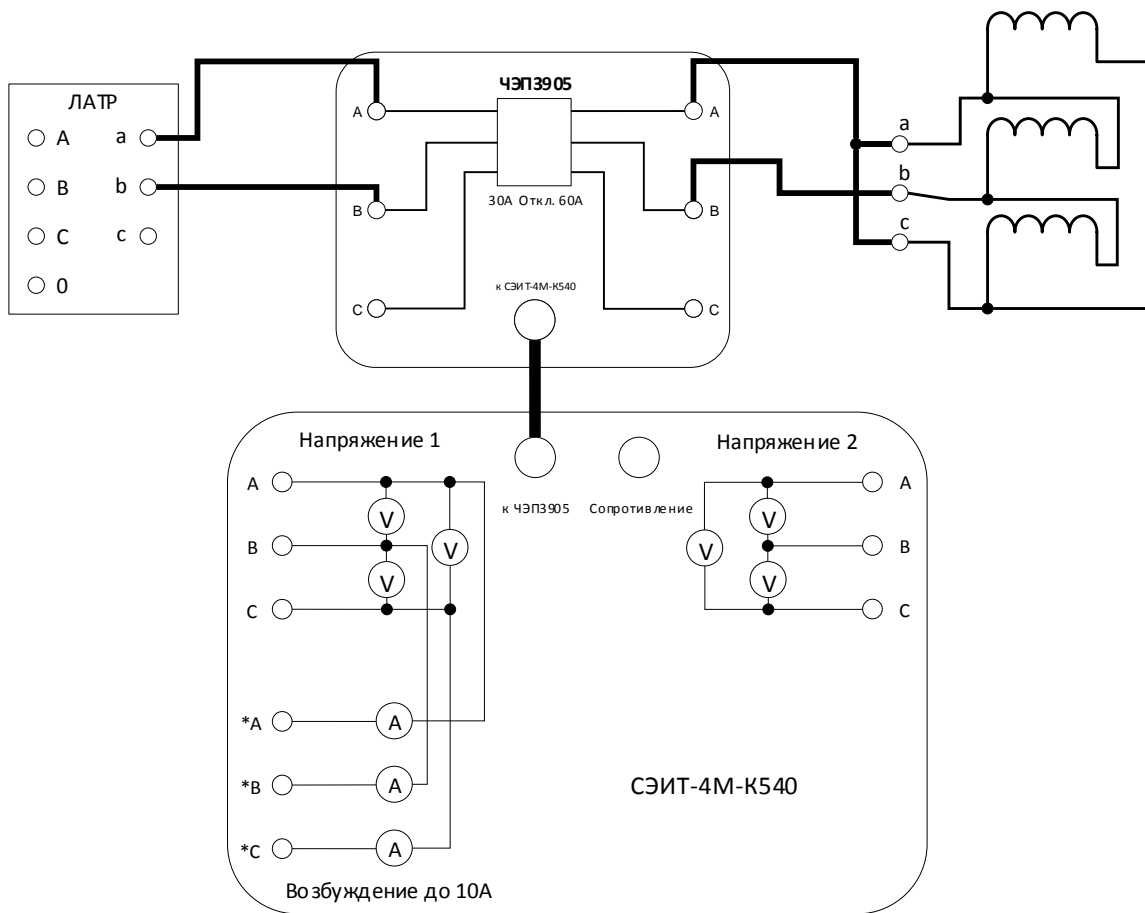 ЧЭП3905
ЛАТР
A a
B b
C c
0
A A
B B
C C
30А Откл. 60А
к СЭИТ-4М-К540
a
b
c
Напряжение 1
Напряжение 2
к ЧЭП3905 Сопротивление
A V V A
B V V B
C V V C
*A A
*B A
*C A
СЭИТ-4М-К540
Возбуждение до 10А